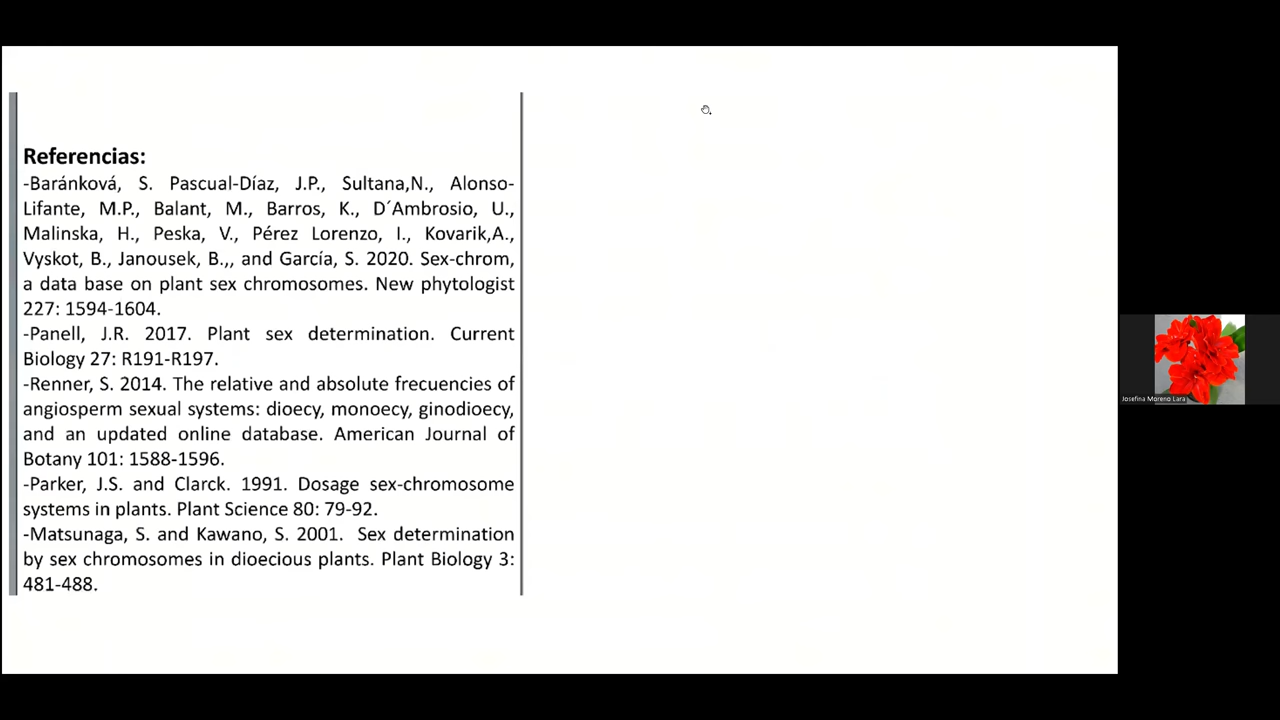 Referencias:
-Baránková, S. Pascual-Díaz, J.P., Sultana,N., Alonso-
Lifante, M.P., Balant, M., Barros, K., D´Ambrosio, U.,
Malinska, H., Peska, V., Pérez Lorenzo, I., Kovarik,A.,
Vyskot, B., Janousek, B.,, and García, S. 2020. Sex-chrom,
a data base on plant sex chromosomes. New phytologist
227: 1594-1604.
-Panell, J.R. 2017. Plant sex determination. Current
Biology 27: R191-R197.
-Renner, S. 2014. The relative and absolute frecuencies of
angiosperm sexual systems: dioecy, monoecy, ginodioecy,
and an updated online database. American Journal of
Botany 101: 1588-1596.
-Parker, J.S. and Clarck. 1991. Dosage sex-chromosome
systems in plants. Plant Science 80: 79-92.
-Matsunaga, S. and Kawano, S. 2001. Sex determination
by sex chromosomes in dioecious plants. Plant Biology 3:
481-488.
Josefina Moreno Lara